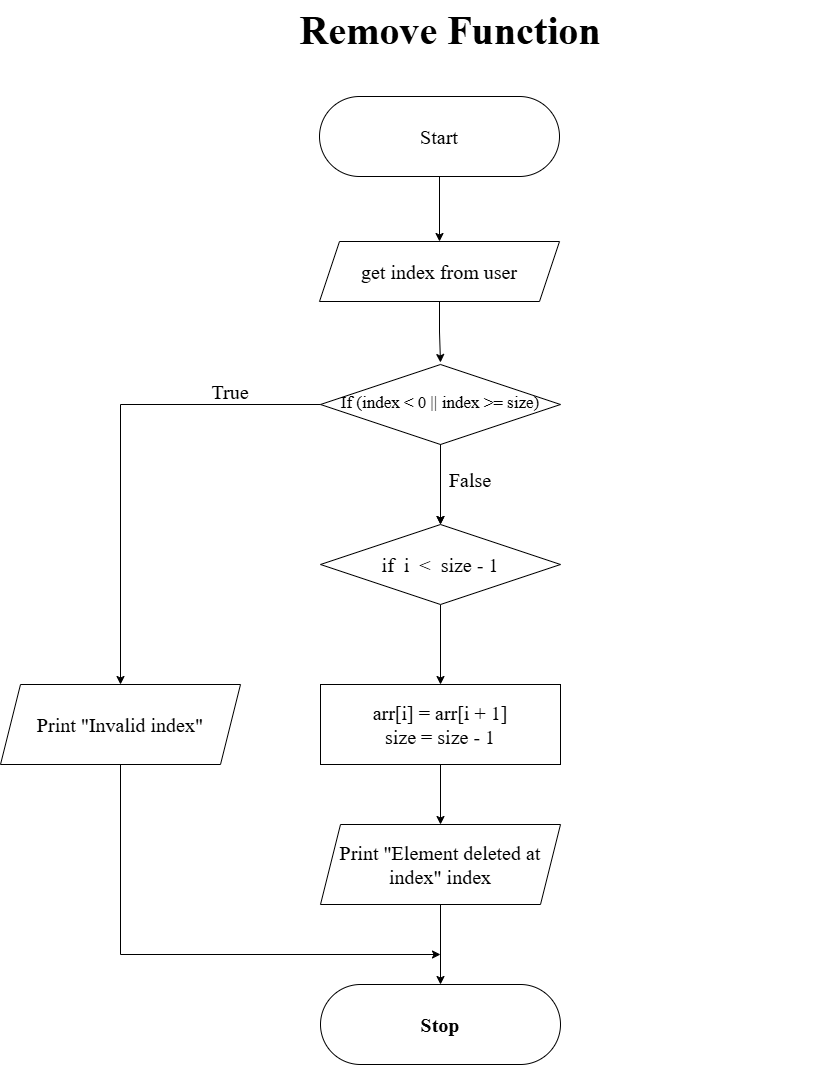 Remove Function
Start
get index from user
True
If (index < 0 || index >= size)
False
if i < size - 1
Print "Invalid index"
arr[i] = arr[i + 1]
size = size - 1
Print "Element deleted at
index" index
Stop